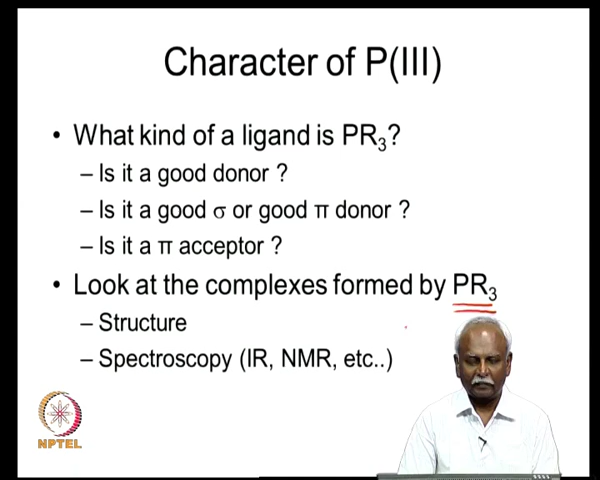 Character of P(III)
• What kind of a ligand is PR₃?
– Is it a good donor ?
– Is it a good σ or good π donor ?
– Is it a π acceptor ?
• Look at the complexes formed by PR₃
– Structure
– Spectroscopy (IR, NMR, etc..)
NPTEL